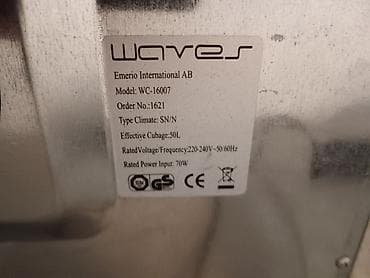 waves
Emerio International AB
Model: WC-16007
Order No.:1621
Type Climate: SN/N
Effective Cubage:50L
RatedVoltage/Frequency:220-240V~50/60Hz
Rated Power Input: 70W
GS CE